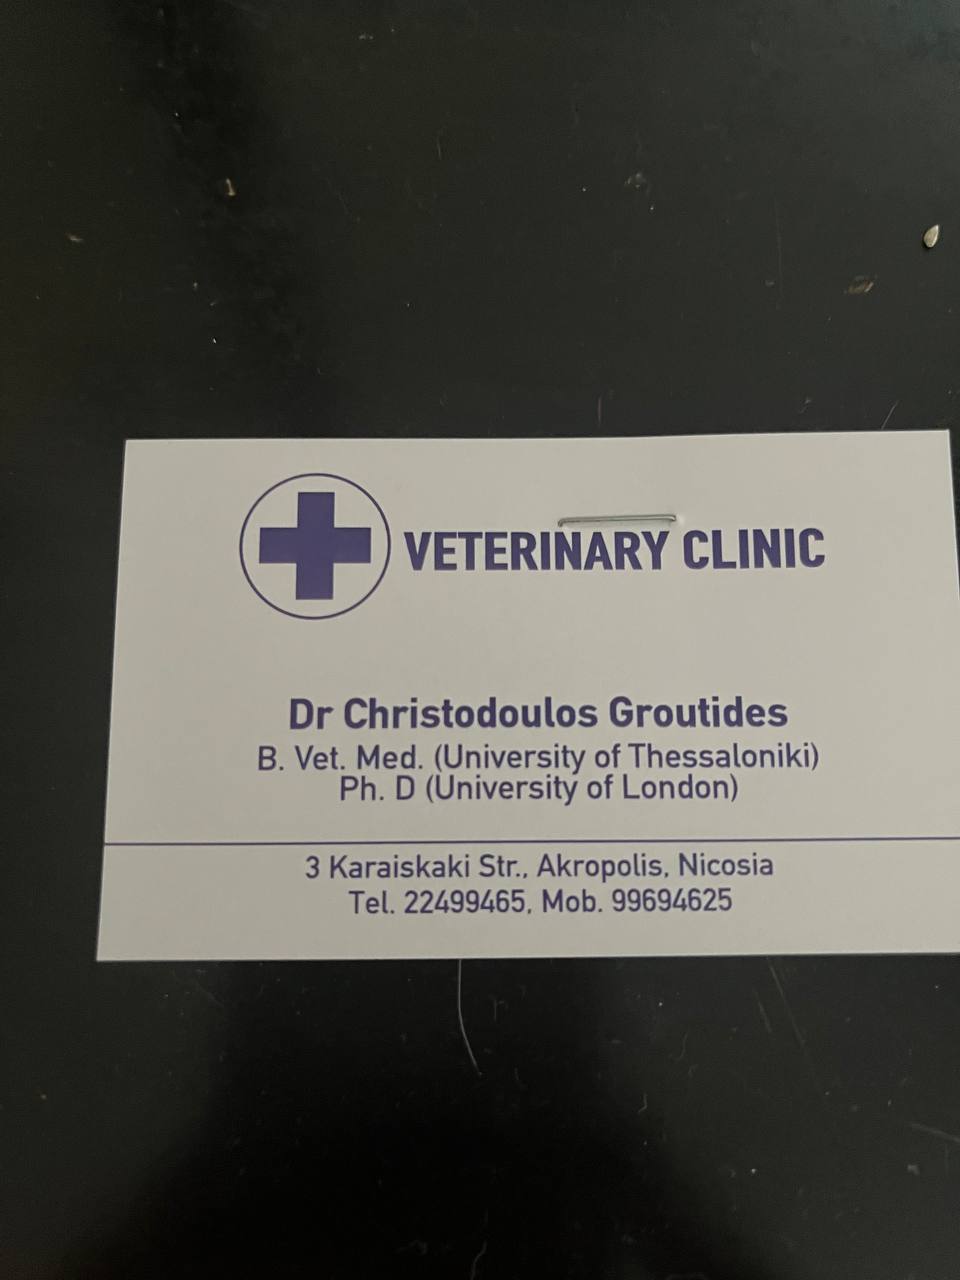 VETERINARY CLINIC
Dr Christodoulos Groutides
B. Vet. Med. (University of Thessaloniki)
Ph. D (University of London)
3 Karaiskaki Str., Akropolis, Nicosia
Tel. 22499465, Mob. 99694625